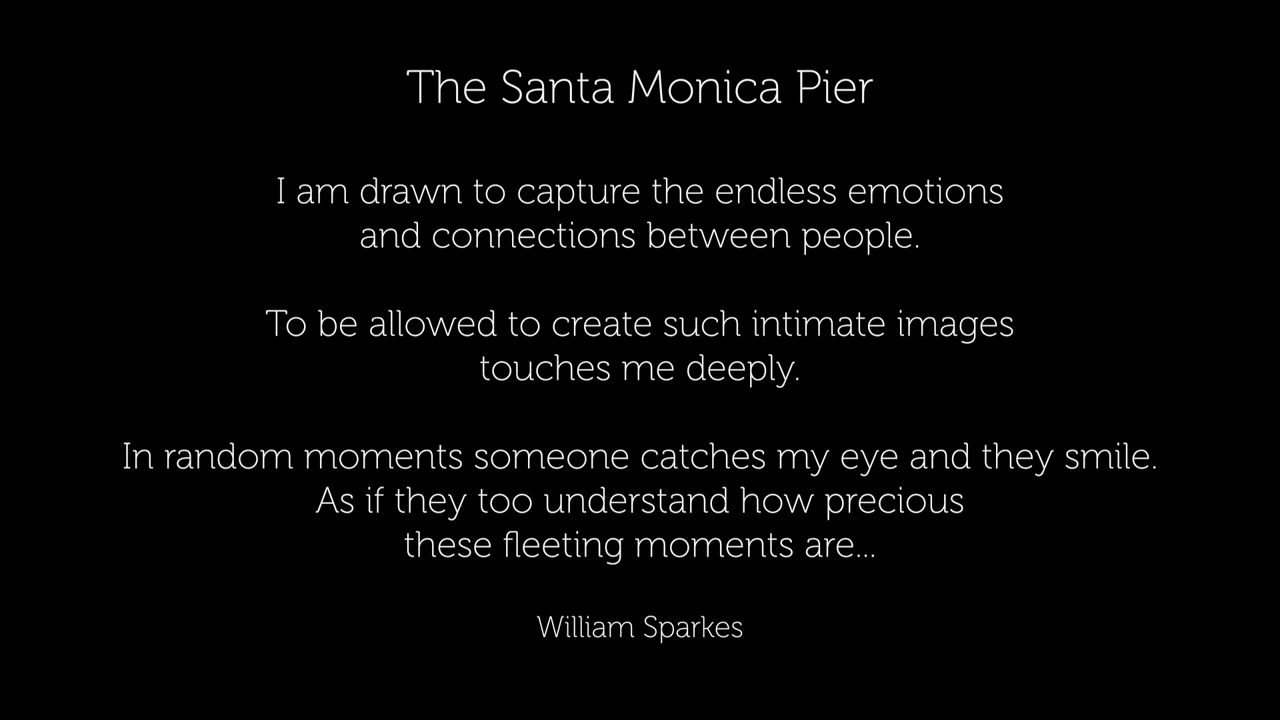 The Santa Monica Pier
I am drawn to capture the endless emotions
and connections between people.
To be allowed to create such intimate images
touches me deeply.
In random moments someone catches my eye and they smile.
As if they too understand how precious
these fleeting moments are...
William Sparkes